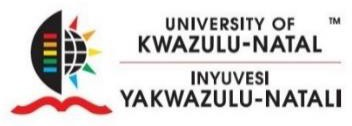 UNIVERSITY OF ™
KWAZULU-NATAL
INYUVESI
YAKWAZULU-NATALI